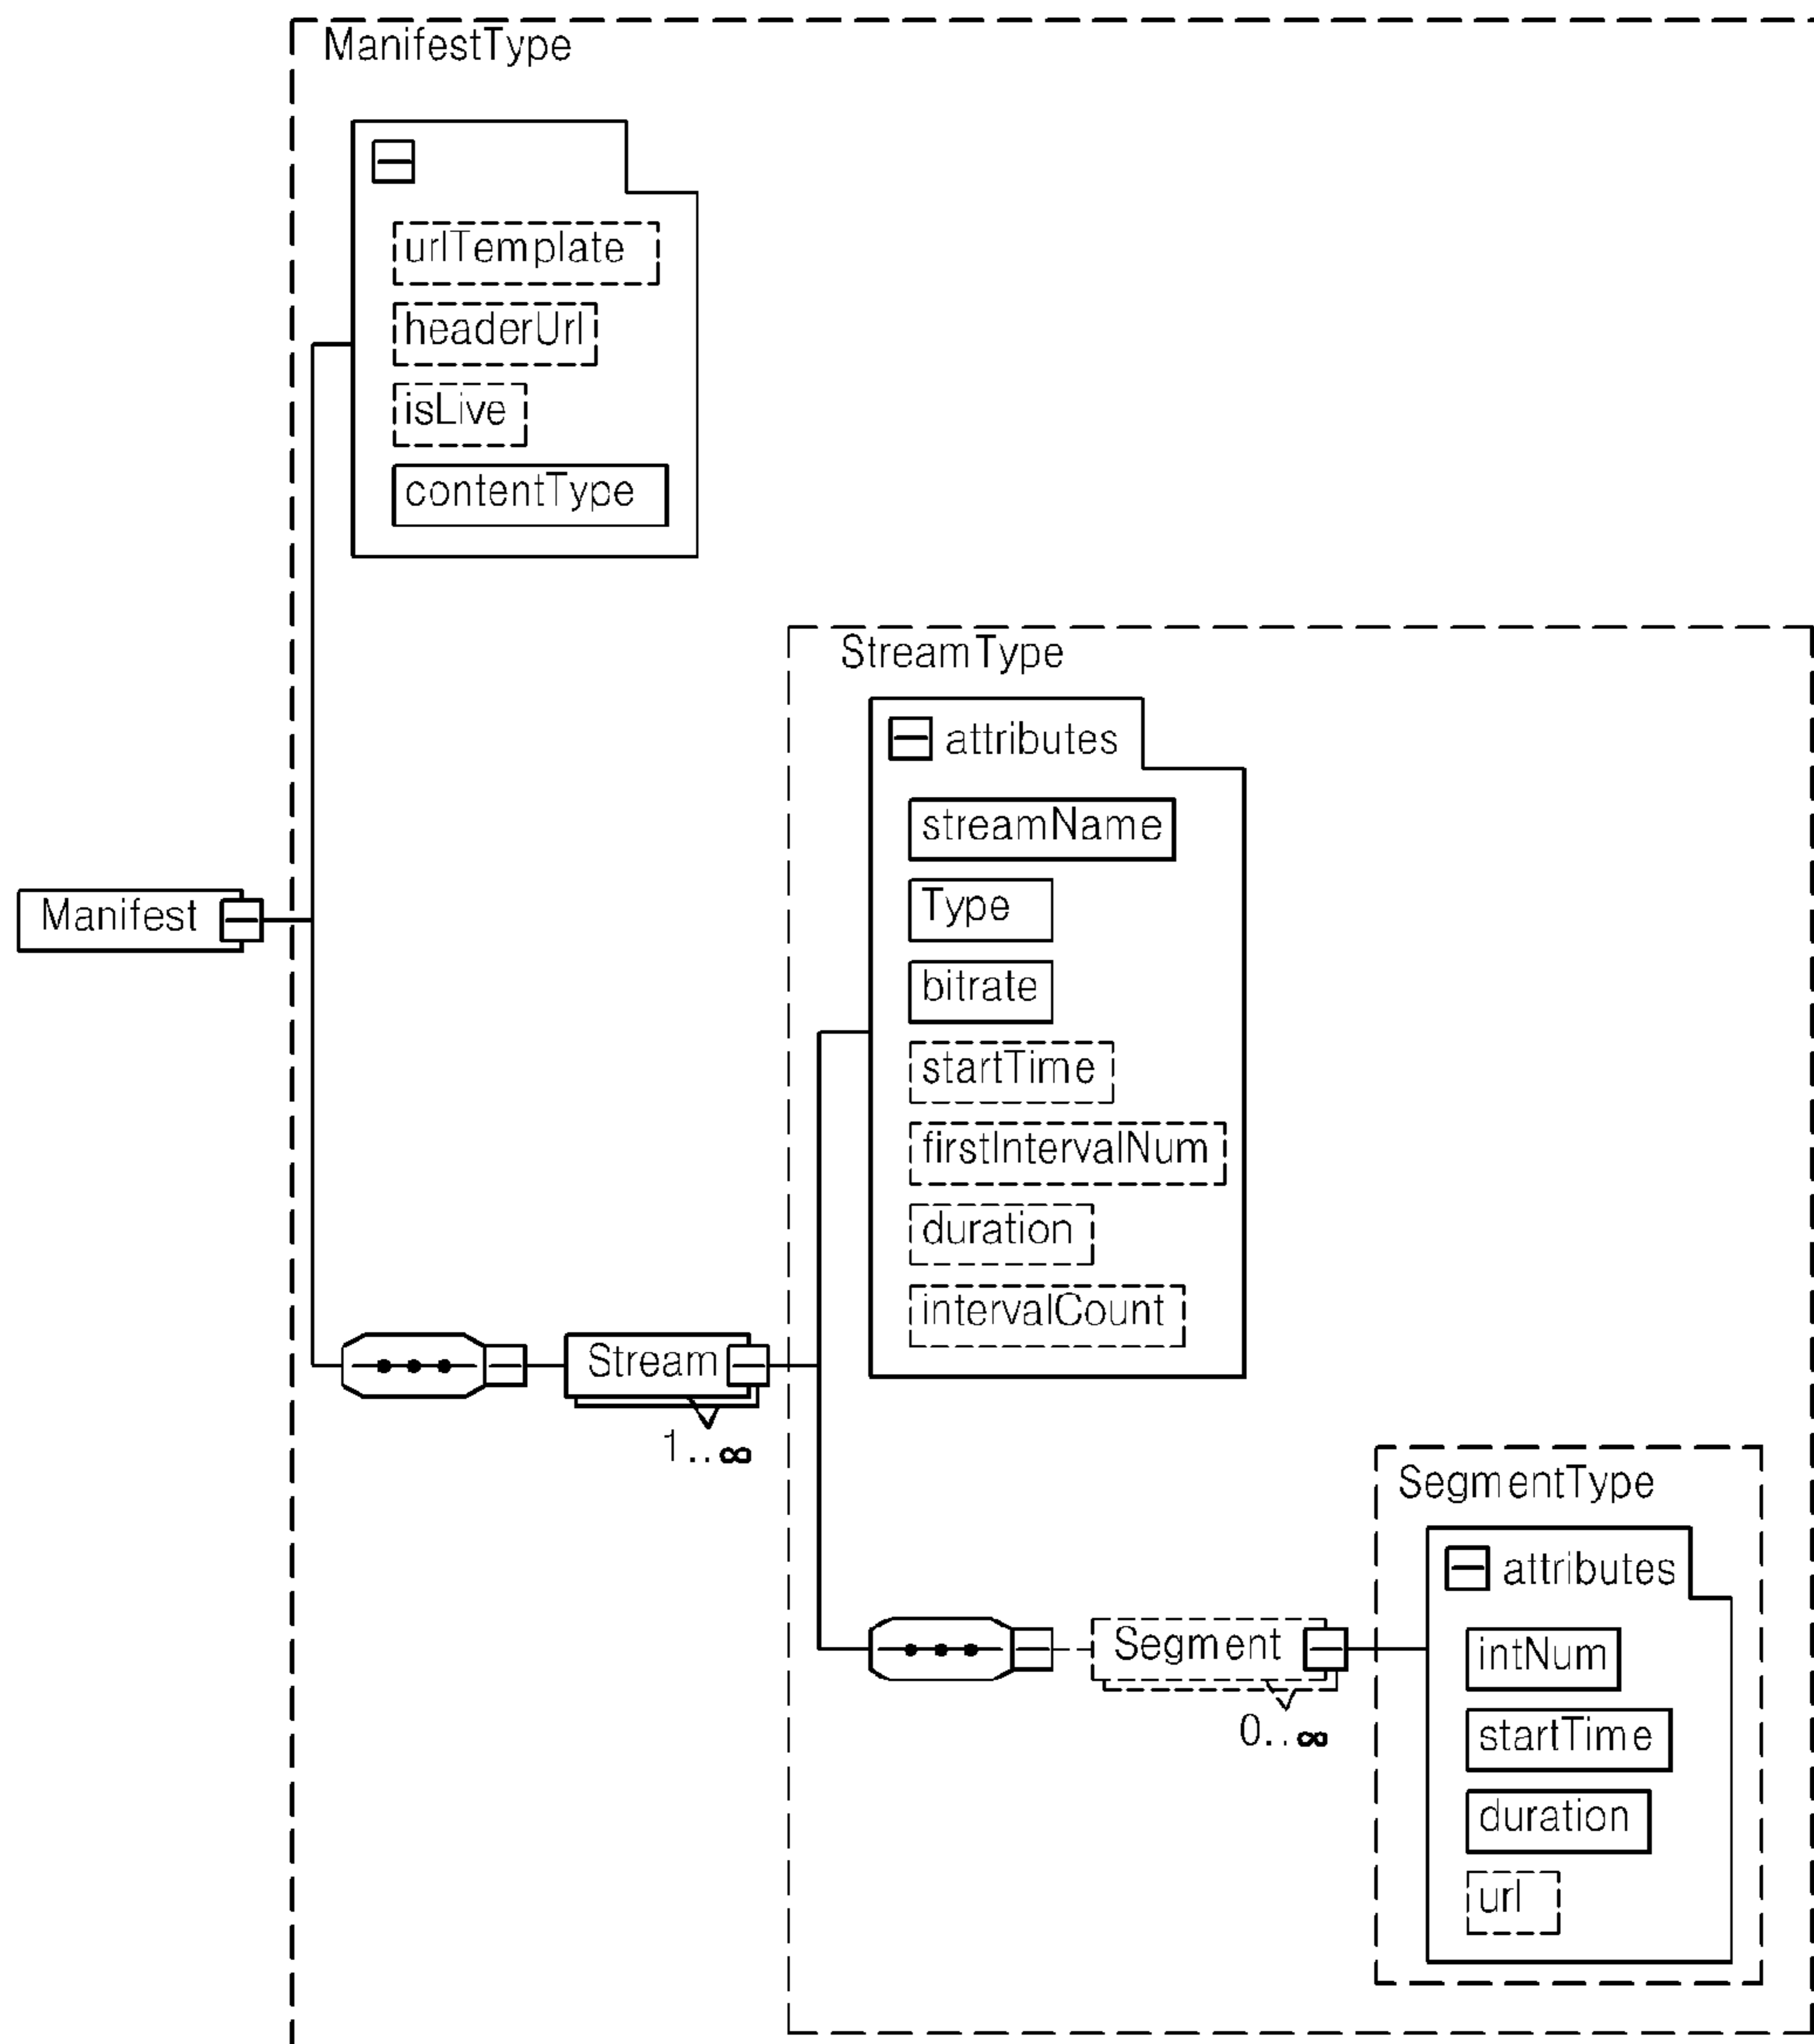 ManifestType
urlTemplate
headerUrl
isLive
contentType
StreamType
attributes
streamName
Type
bitrate
startTime
firstIntervalNum
duration
intervalCount
Manifest
Stream
1..∞
SegmentType
attributes
intNum
startTime
duration
url
Segment
0..∞